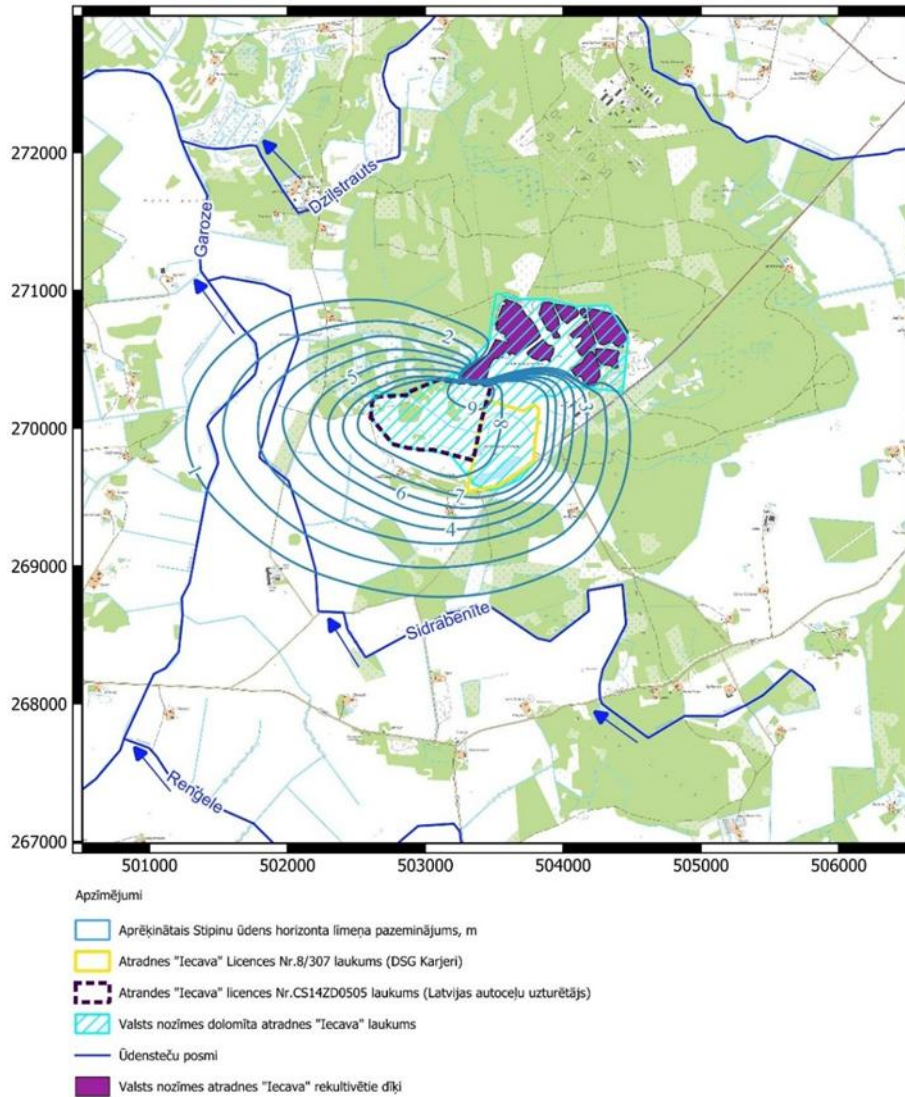 272000
Dziļstrauts
Garoze
271000
2
5
3
9
270000
8
1
6
7
4
269000
Sidrabenīte
268000
Renģele
267000
501000 502000 503000 504000 505000 506000
Apzīmējumi
Aprēķinātais Stipinu ūdens horizonta līmeņa pazeminājums, m
Atradnes "Iecava" Licences Nr.8/307 laukums (DSG Karjeri)
Atrandes "Iecava" licences Nr.CS14ZD0505 laukums (Latvijas autoceļu uzturētājs)
Valsts nozīmes dolomīta atradnes "Iecava" laukums
Ūdensteču posmi
Valsts nozīmes atradnes "Iecava" rekultivētie dīķi